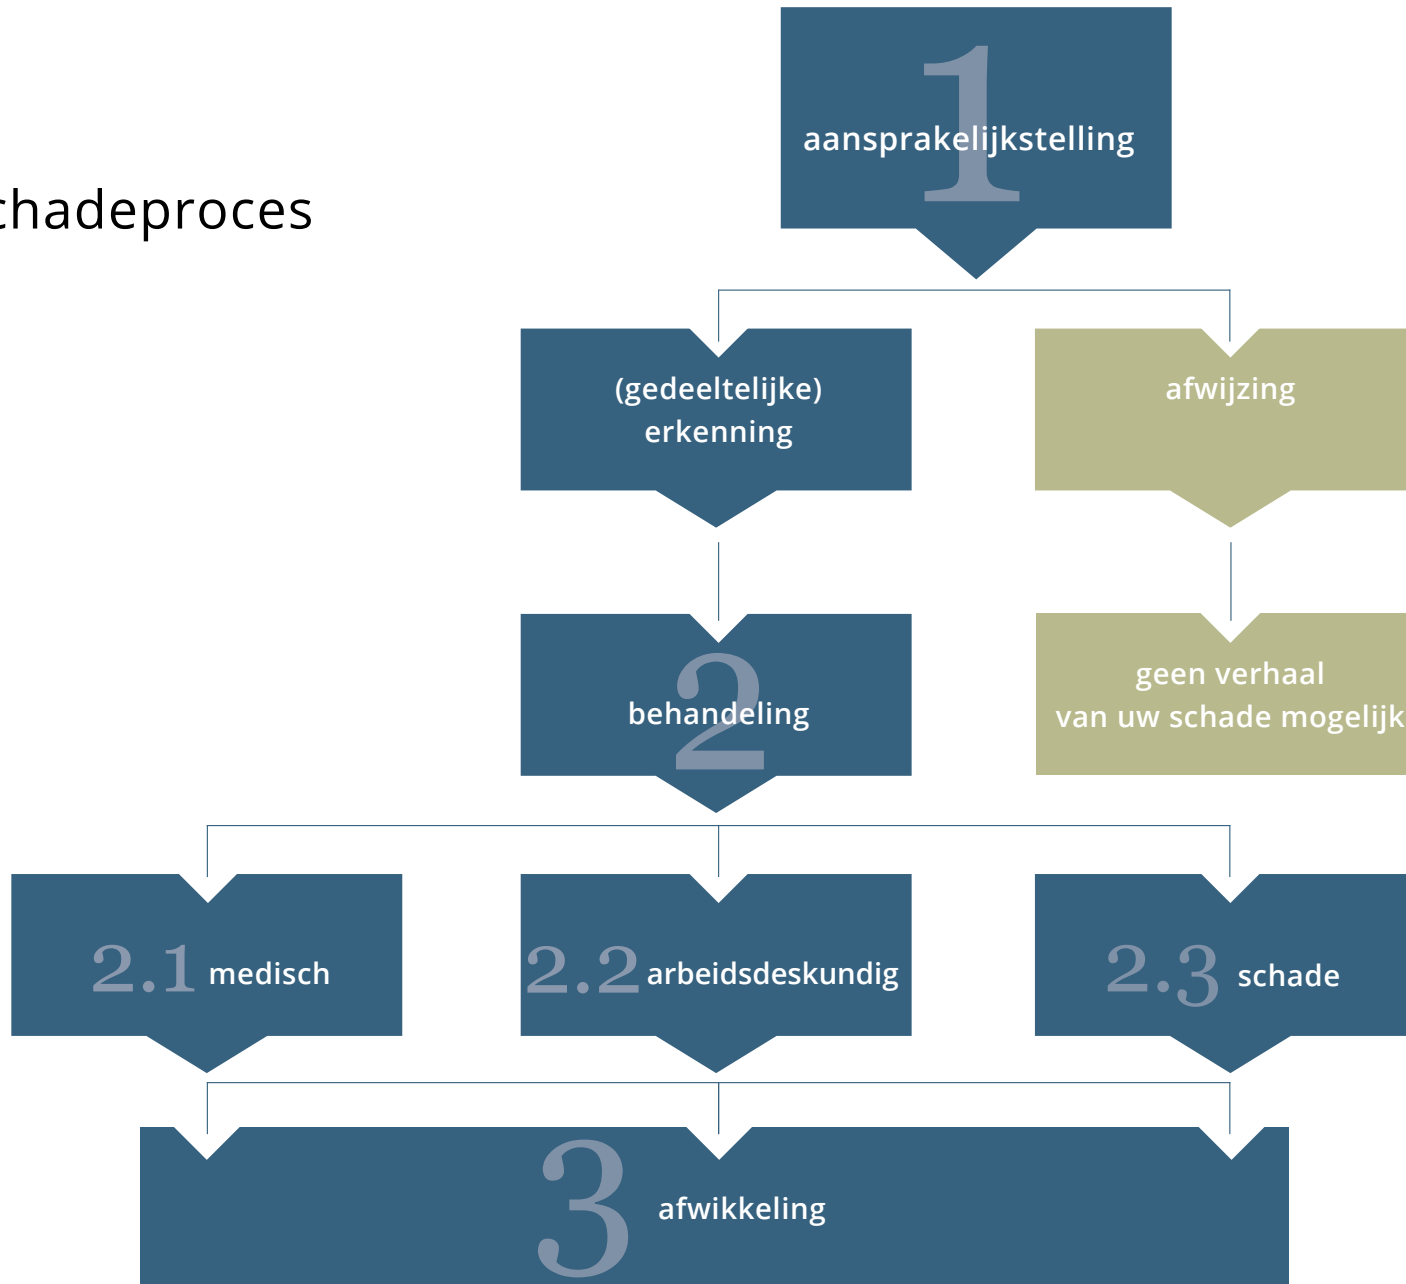 1
aansprakelijkstelling
chadeproces
(gedeeltelijke)
erkenning
afwijzing
2
behandeling
geen verhaal
van uw schade mogelijk
2.1 medisch
2.2 arbeidsdeskundig
2.3 schade
3 afwikkeling